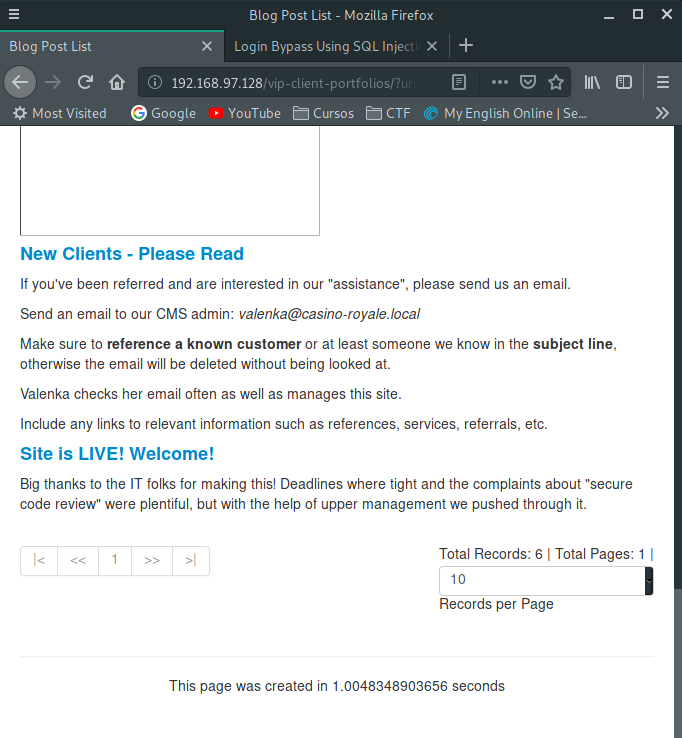 Blog Post List - Mozilla Firefox
Blog Post List
Login Bypass Using SQL Injecti
192.168.97.128/vip-client-portfolios/?u
Most Visited
Google
YouTube
Cursos
CTF
My English Online | Se...
New Clients - Please Read
If you've been referred and are interested in our "assistance", please send us an email.
Send an email to our CMS admin: valenka@casino-royale.local
Make sure to reference a known customer or at least someone we know in the subject line,
otherwise the email will be deleted without being looked at.
Valenka checks her email often as well as manages this site.
Include any links to relevant information such as references, services, referrals, etc.
Site is LIVE! Welcome!
Big thanks to the IT folks for making this! Deadlines where tight and the complaints about "secure
code review" were plentiful, but with the help of upper management we pushed through it.
|< << 1 >> >|
Total Records: 6 | Total Pages: 1 |
10
Records per Page
This page was created in 1.0048348903656 seconds